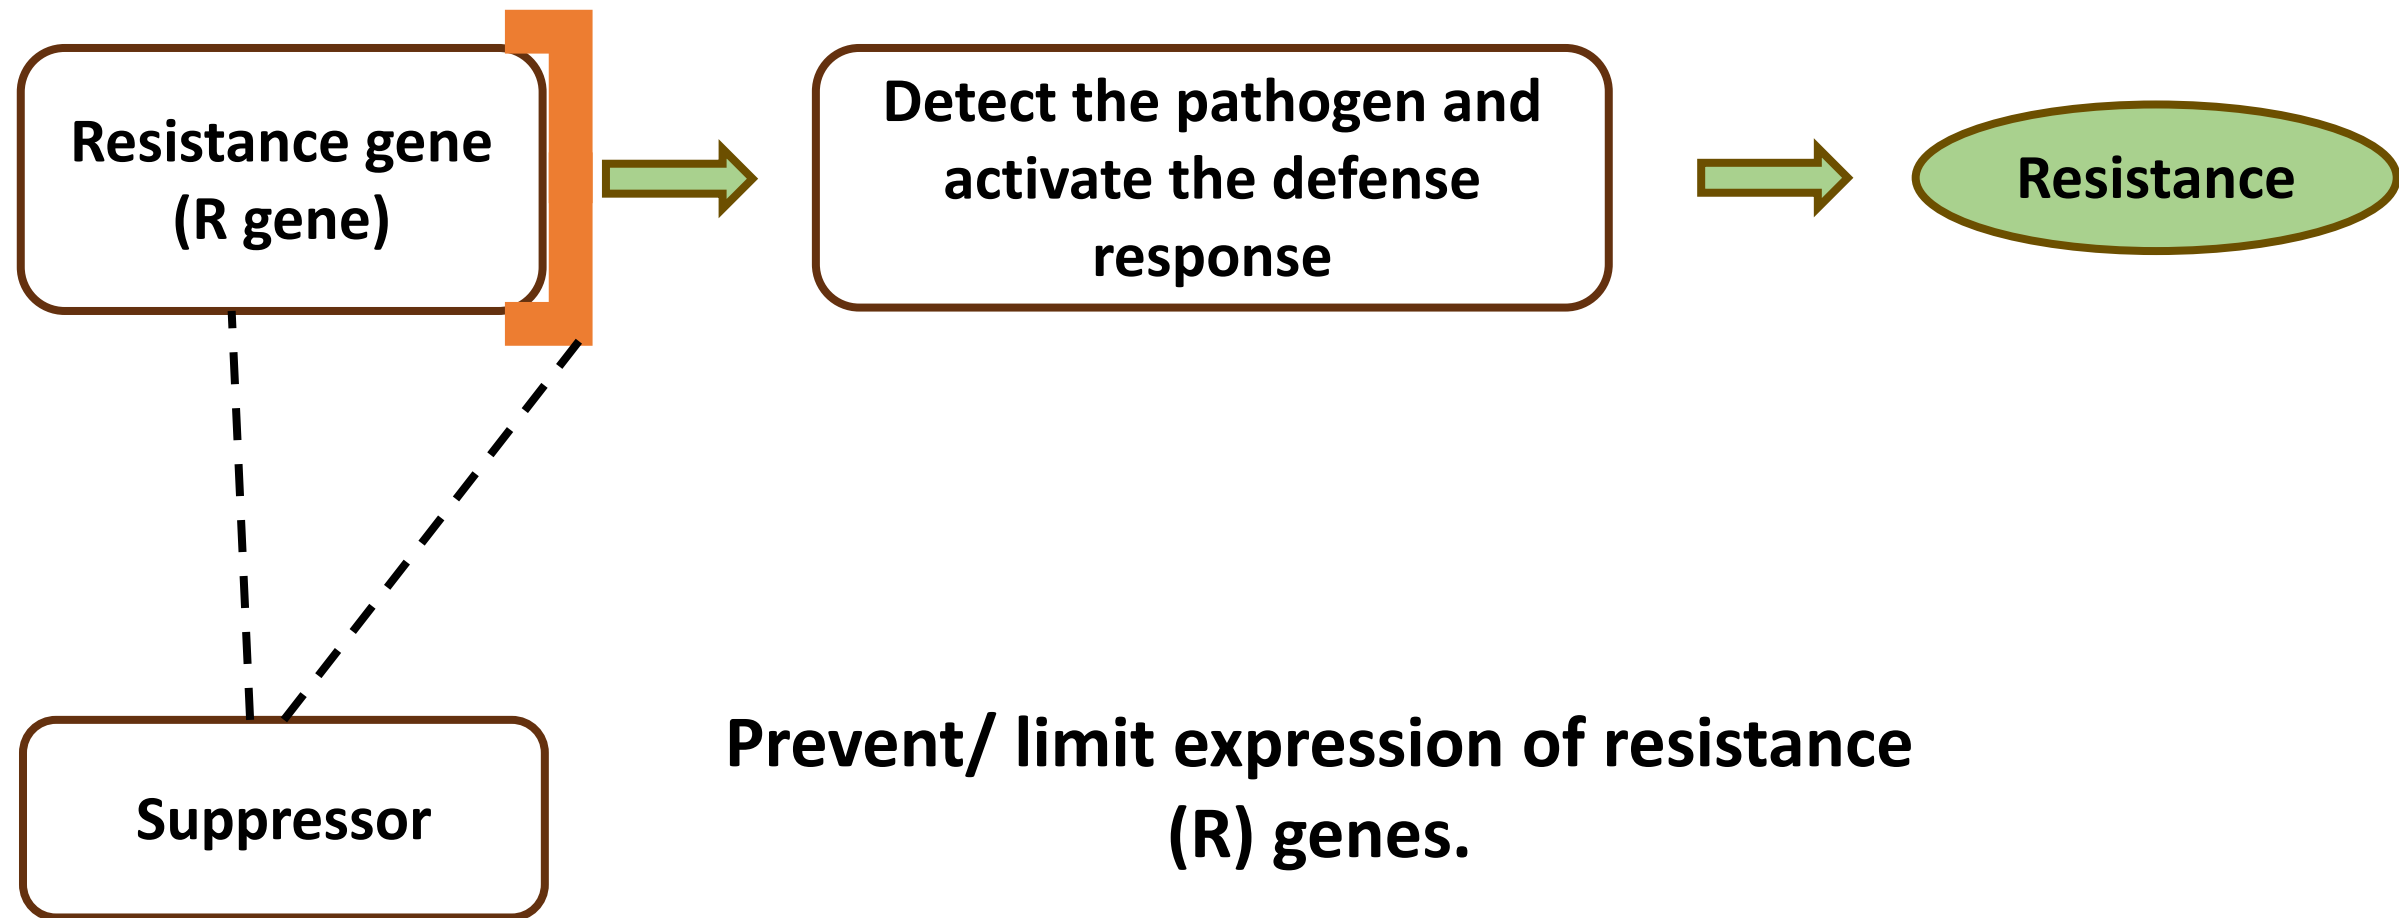 Resistance gene
(R gene)
Detect the pathogen and
activate the defense
response
Resistance
Suppressor
Prevent/ limit expression of resistance
(R) genes.